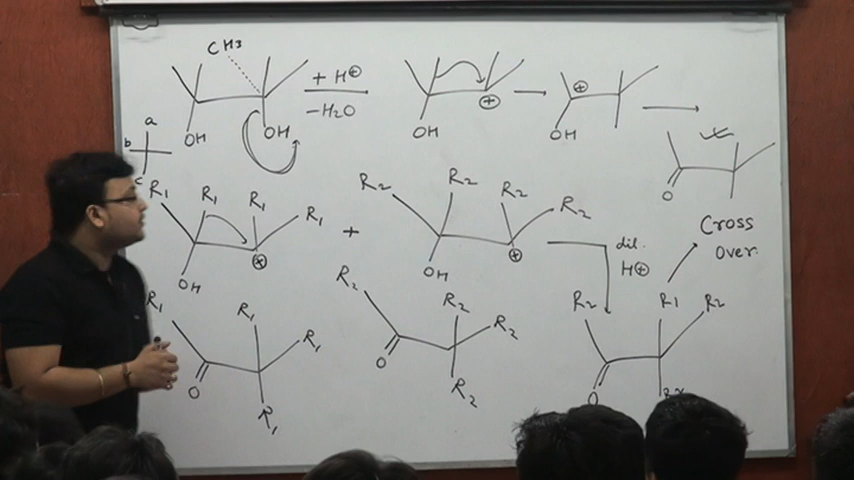 CH3
+ H⊕
−H₂O
OH
OH
⊕
OH
⊕
OH
O
a
b
c
R₁ R₁ R₁ R₁
⊕
OH
+
R₂ R₂ R₂ R₂
⊕
OH
dil.
H⊕
Cross
over.
R₁ R₁ R₁
O
R₁
R₂ R₂ R₂
O
R₂
R₂ R1 R₂
O